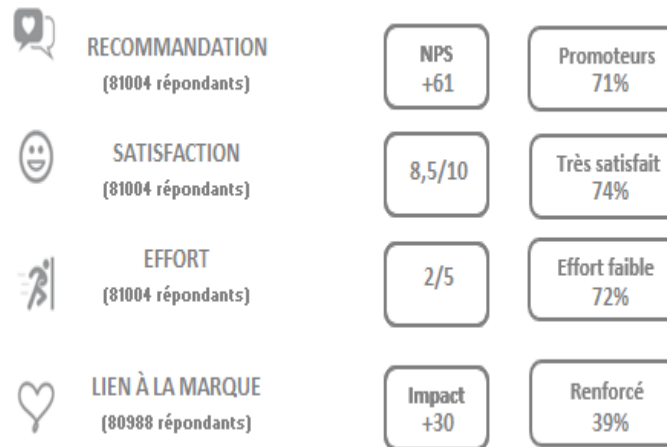 RECOMMANDATION
(81004 répondants)
NPS
+61
Promoteurs
71%
SATISFACTION
(81004 répondants)
8,5/10
Très satisfait
74%
EFFORT
(81004 répondants)
2/5
Effort faible
72%
LIEN À LA MARQUE
(80988 répondants)
Impact
+30
Renforcé
39%